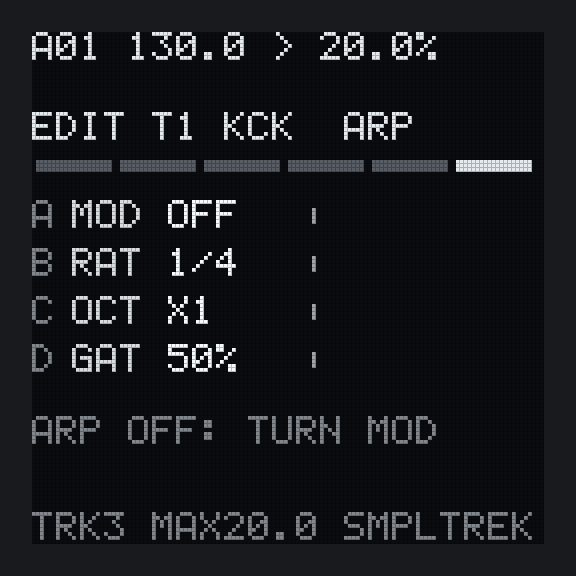 A01 130.0 > 20.0%
EDIT T1 KCK ARP
A MOD OFF
B RAT 1/4
C OCT X1
D GAT 50%
ARP OFF: TURN MOD
TRK3 MAX20.0 SMPLTREK